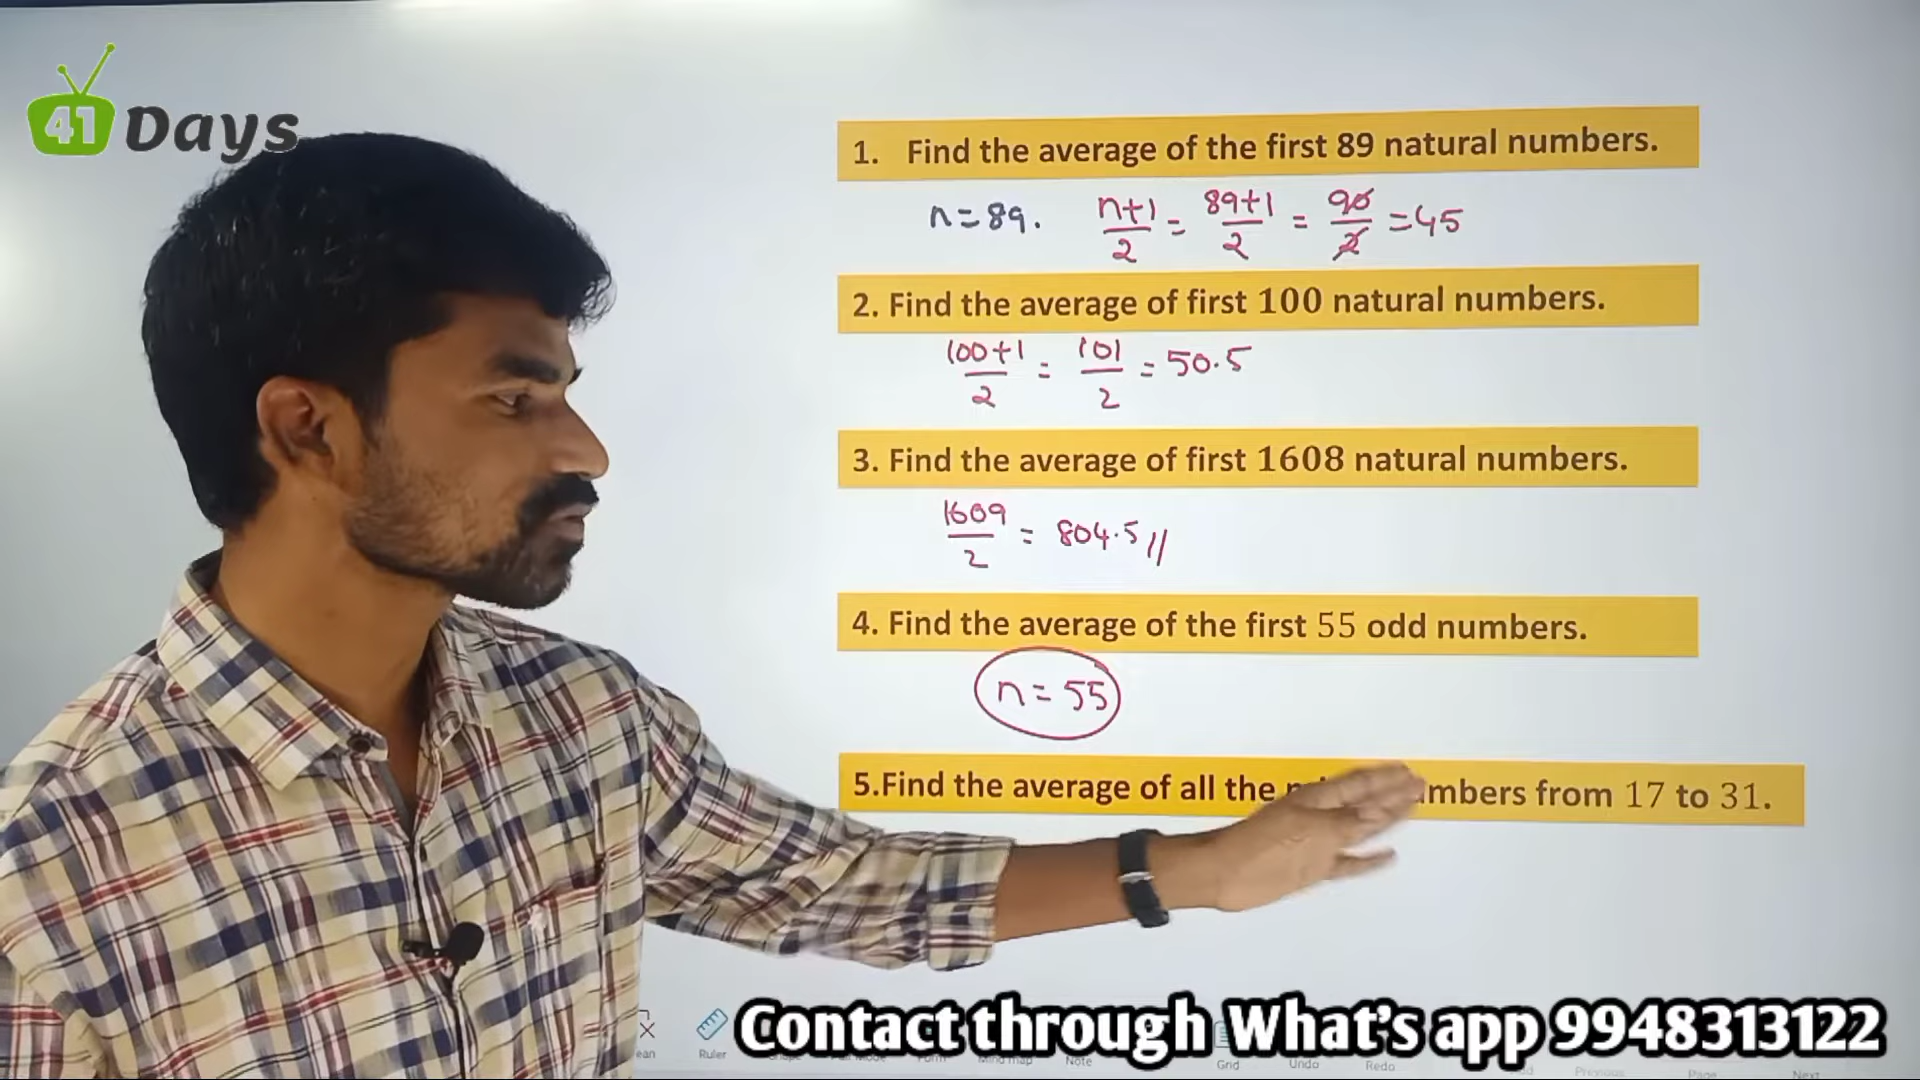 41 Days
1. Find the average of the first 89 natural numbers.
n=89. n+1/2 = 89+1/2 = 90/2 =45
2. Find the average of first 100 natural numbers.
100+1/2 = 101/2 = 50.5
3. Find the average of first 1608 natural numbers.
1609/2 = 804.5 //
4. Find the average of the first 55 odd numbers.
n = 55
5.Find the average of all the from 17 to 31.
Ruler Note Grid Undo Redo Previous Page Next
Contact through What's app 9948313122